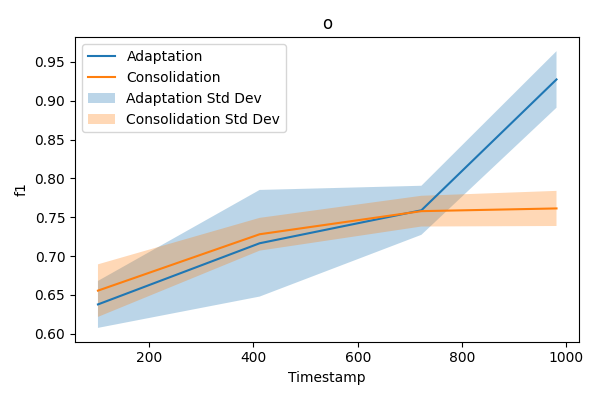 o
Adaptation
Consolidation
Adaptation Std Dev
Consolidation Std Dev
0.95
0.90
0.85
0.80
0.75
0.70
0.65
0.60
f1
200 400 600 800 1000
Timestamp